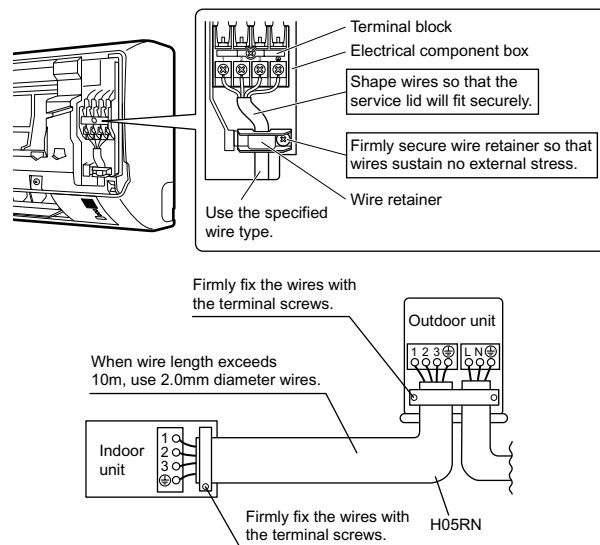 Terminal block
Electrical component box
Shape wires so that the
service lid will fit securely.
Firmly secure wire retainer so that
wires sustain no external stress.
Wire retainer
Use the specified
wire type.
Firmly fix the wires with
the terminal screws.
Outdoor unit
1 2 3
L N
When wire length exceeds
10m, use 2.0mm diameter wires.
Indoor
unit
1
2
3
H05RN
Firmly fix the wires with
the terminal screws.